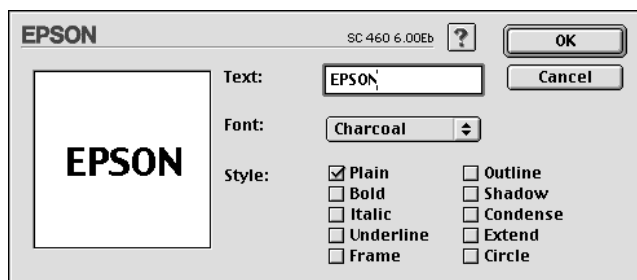 EPSON SC 460 6.00Eb ? OK
Text: EPSON Cancel
Font: Charcoal
EPSON
Style: Plain Outline
Bold Shadow
Italic Condense
Underline Extend
Frame Circle